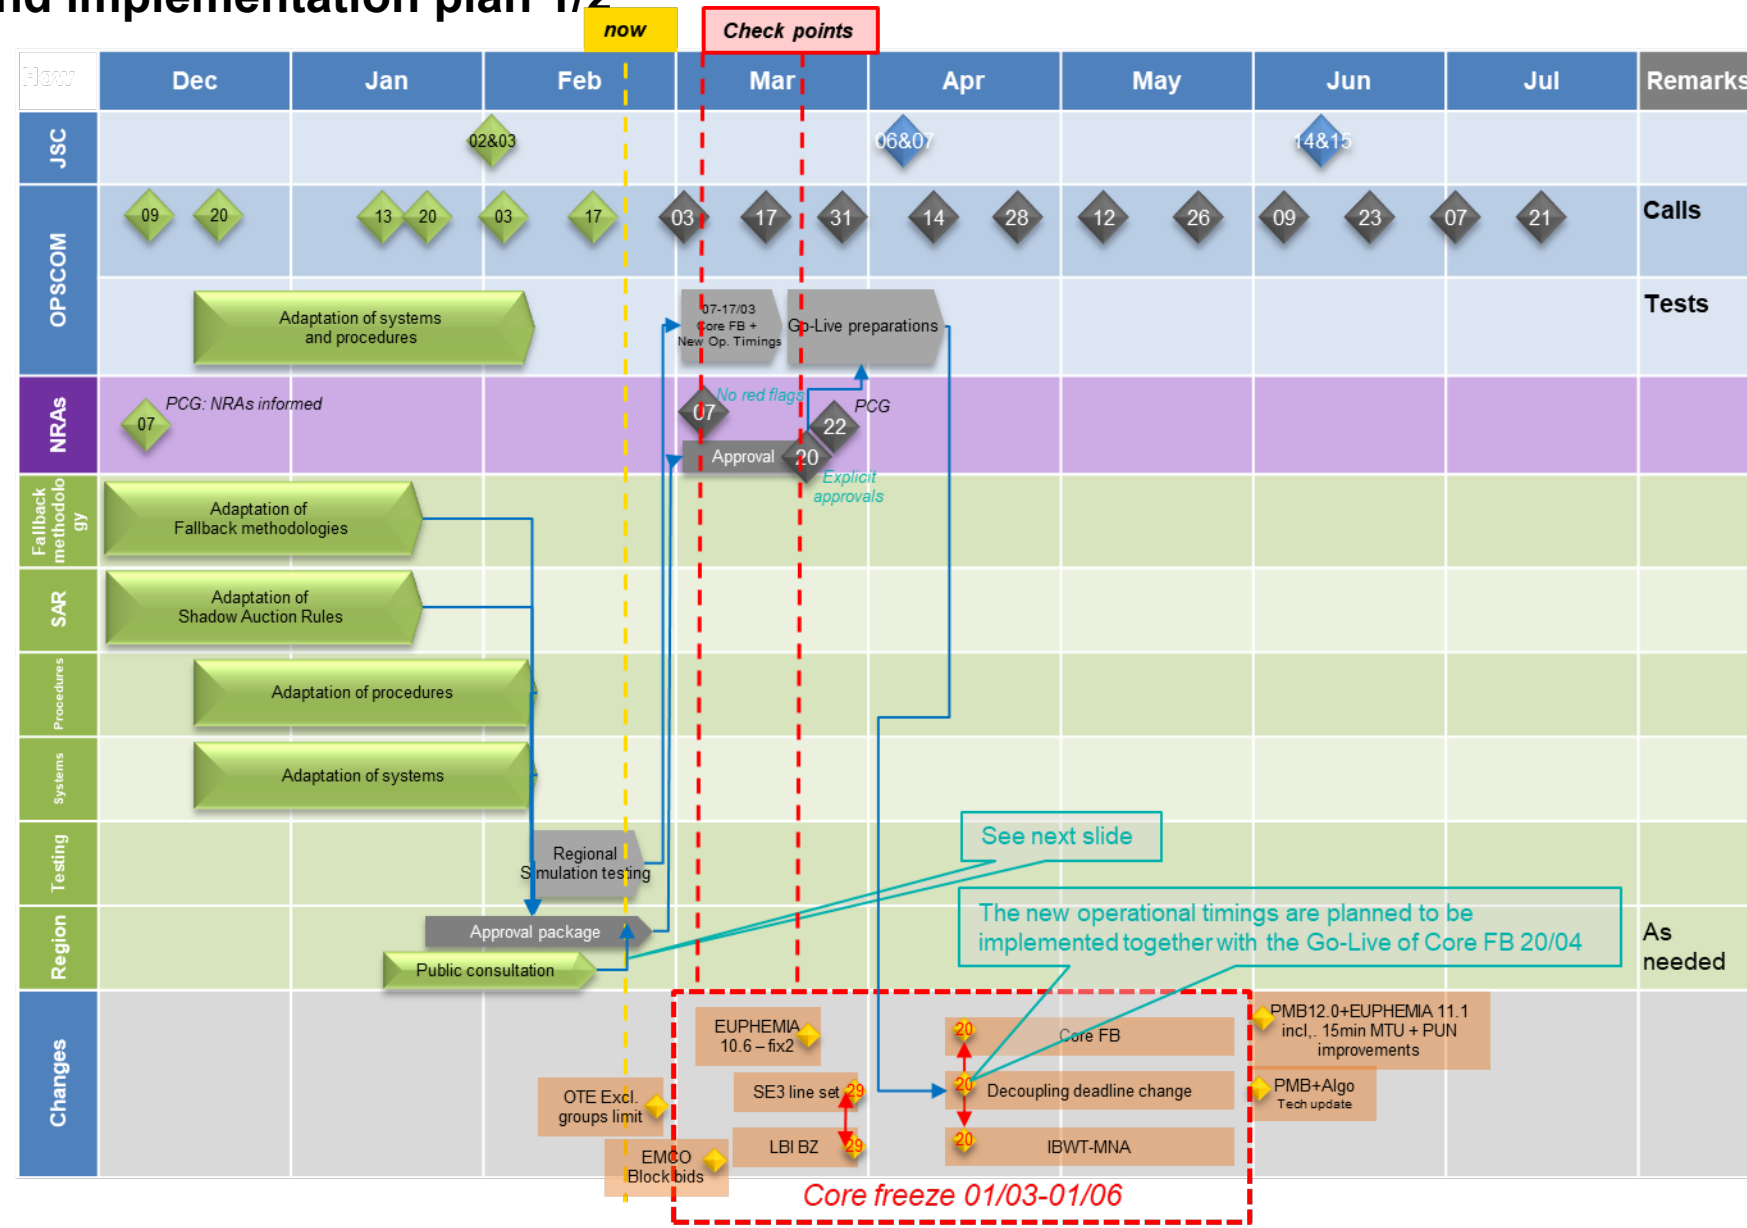 nd implementation plan 1/2
now
Check points
How
Dec
Jan
Feb
Mar
Apr
May
Jun
Jul
Remarks
JSC
02&03
06&07
14&15
OPSCOM
09
20
13
20
03
17
03
17
31
14
28
12
26
09
23
07
21
Calls
Adaptation of systems
and procedures
07-17/03
Core FB +
New Op. Timings
Go-Live preparations
Tests
NRAs
07
PCG: NRAs informed
07
No red flags
PCG
22
Approval
20
Explicit
approvals
Fallback
methodolo
gy
Adaptation of
Fallback methodologies
SAR
Adaptation of
Shadow Auction Rules
Procedures
Adaptation of procedures
Systems
Adaptation of systems
Testing
Regional
Simulation testing
See next slide
Region
Approval package
Public consultation
The new operational timings are planned to be
implemented together with the Go-Live of Core FB 20/04
As
needed
Changes
EUPHEMIA
10.6 – fix2
20
Core FB
PMB12.0+EUPHEMIA 11.1
incl,. 15min MTU + PUN
improvements
OTE Excl.
groups limit
SE3 line set
29
20
Decoupling deadline change
PMB+Algo
Tech update
EMCO
Block bids
LBI BZ
29
20
IBWT-MNA
Core freeze 01/03-01/06